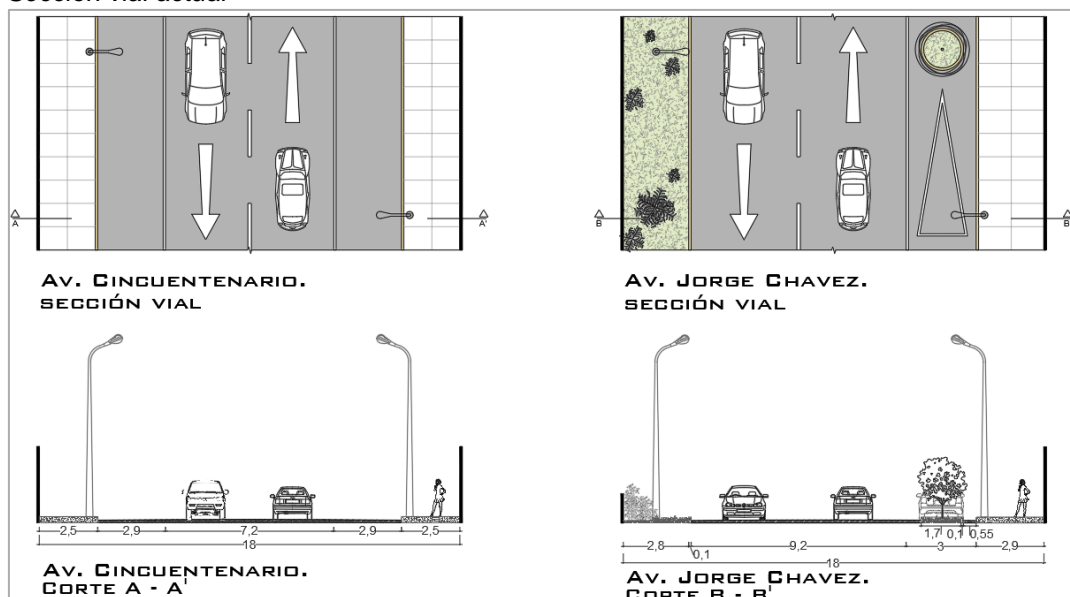 Sección vial actual
A
A'
B
B'
AV. CINCUENTENARIO.
SECCIÓN VIAL
AV. JORGE CHAVEZ.
SECCIÓN VIAL
2,5 2,9 7,2 2,9 2,5
18
AV. CINCUENTENARIO.
CORTE A - A'
1,7 0,1 0,55
2,8 0,1 9,2 3 2,9
18
AV. JORGE CHAVEZ.
CORTE B - B'